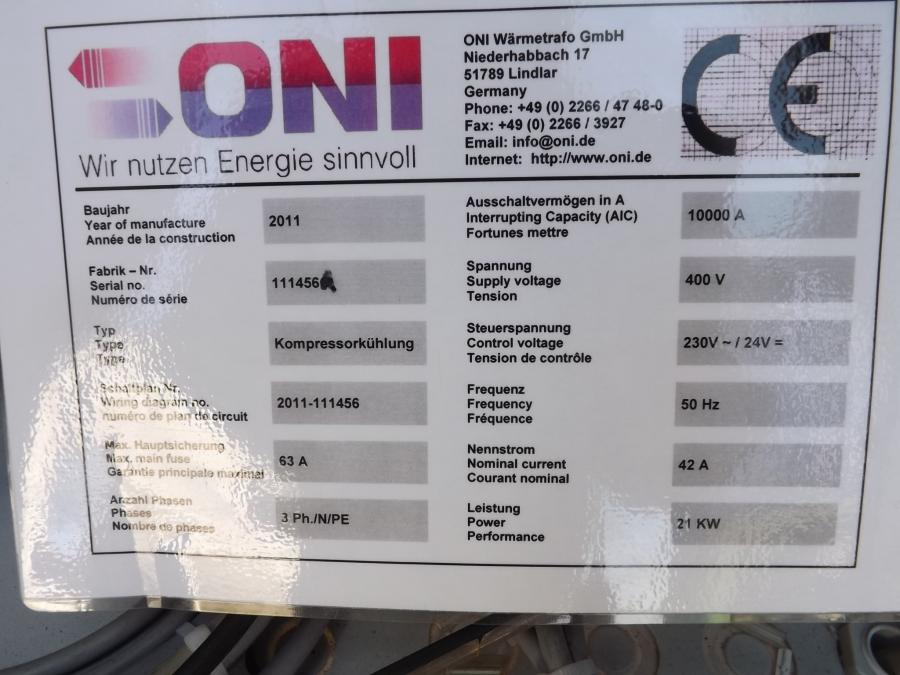 ONI
Wir nutzen Energie sinnvoll
ONI Wärmetrafo GmbH
Niederhabbach 17
51789 Lindlar
Germany
Phone: +49 (0) 2266 / 47 48-0
Fax: +49 (0) 2266 / 3927
Email: info@oni.de
Internet: http://www.oni.de
CE
Baujahr
Year of manufacture
Année de la construction
2011
Fabrik – Nr.
Serial no.
Numéro de série
111456
Typ
Type
Type
Kompressorkühlung
Schaltplan Nr.
Wiring diagram no.
numéro de plan de circuit
2011-111456
Max. Hauptsicherung
Max. main fuse
Garantie principale maximal
63 A
Anzahl Phasen
Phases
Nombre de phases
3 Ph./N/PE
Ausschaltvermögen in A
Interrupting Capacity (AIC)
Fortunes mettre
10000 A
Spannung
Supply voltage
Tension
400 V
Steuerspannung
Control voltage
Tension de contrôle
230V ~ / 24V =
Frequenz
Frequency
Fréquence
50 Hz
Nennstrom
Nominal current
Courant nominal
42 A
Leistung
Power
Performance
21 KW